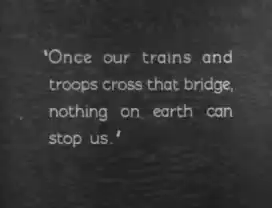 'Once our trains and
troops cross that bridge,
nothing on earth can
stop us.'